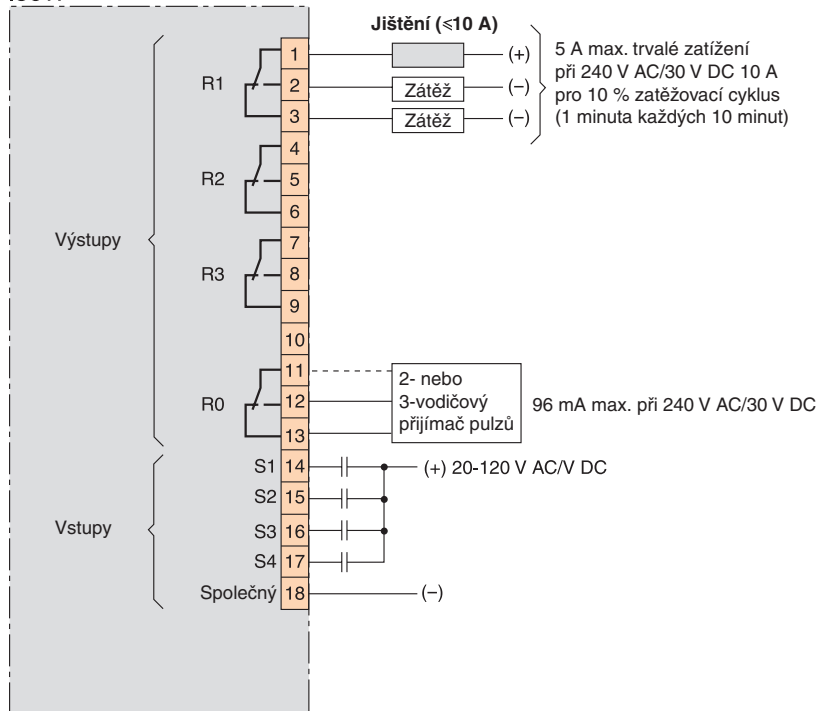 Jištění (≤10 A)
1
(+)
5 A max. trvalé zatížení
při 240 V AC/30 V DC 10 A
pro 10 % zatěžovací cyklus
(1 minuta každých 10 minut)
R1
2
Zátěž
(–)
3
Zátěž
(–)
4
R2
5
6
Výstupy
7
R3
8
9
10
11
R0
12
13
2- nebo
3-vodičový
přijímač pulzů
96 mA max. při 240 V AC/30 V DC
S1 14
(+) 20-120 V AC/V DC
S2 15
Vstupy
S3 16
S4 17
Společný 18
(–)